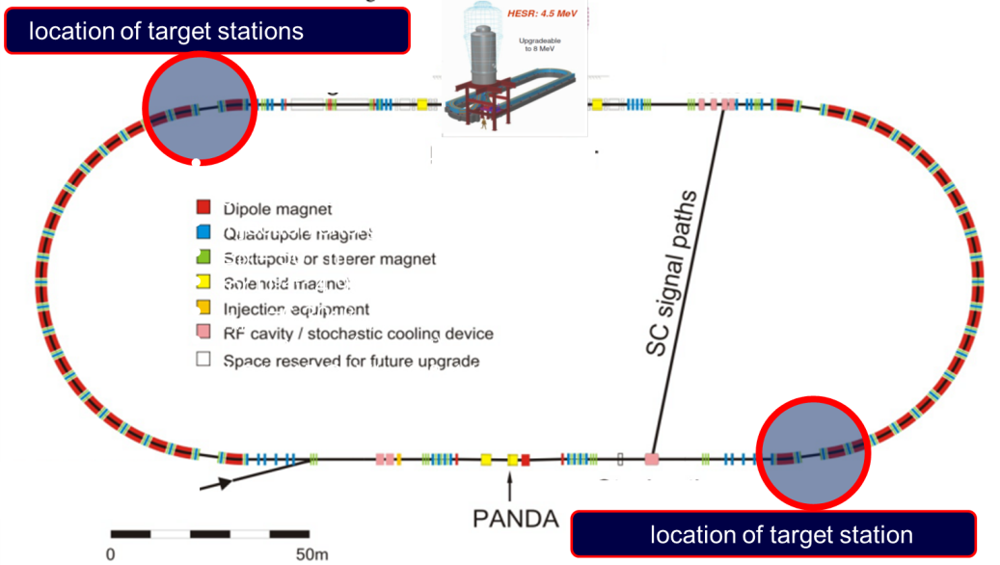 HESR: 4.5 MeV
location of target stations
Upgradeable
to 8 MeV
Dipole magnet
Quadrupole magnet
Sextupole or steerer magnet
Solenoid magnet
Injection equipment
RF cavity / stochastic cooling device
Space reserved for future upgrade
SC signal paths
PANDA
location of target station
0 50m